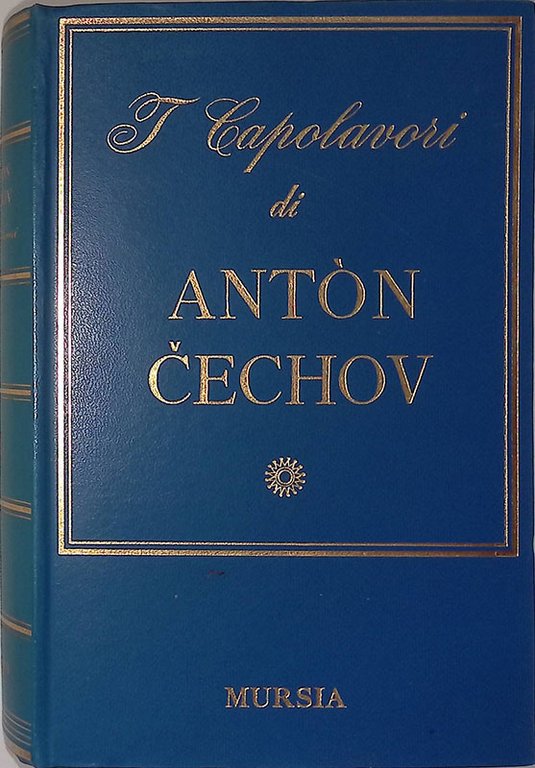 I Capolavori
di
ANTÒN
ČECHOV
MURSIA